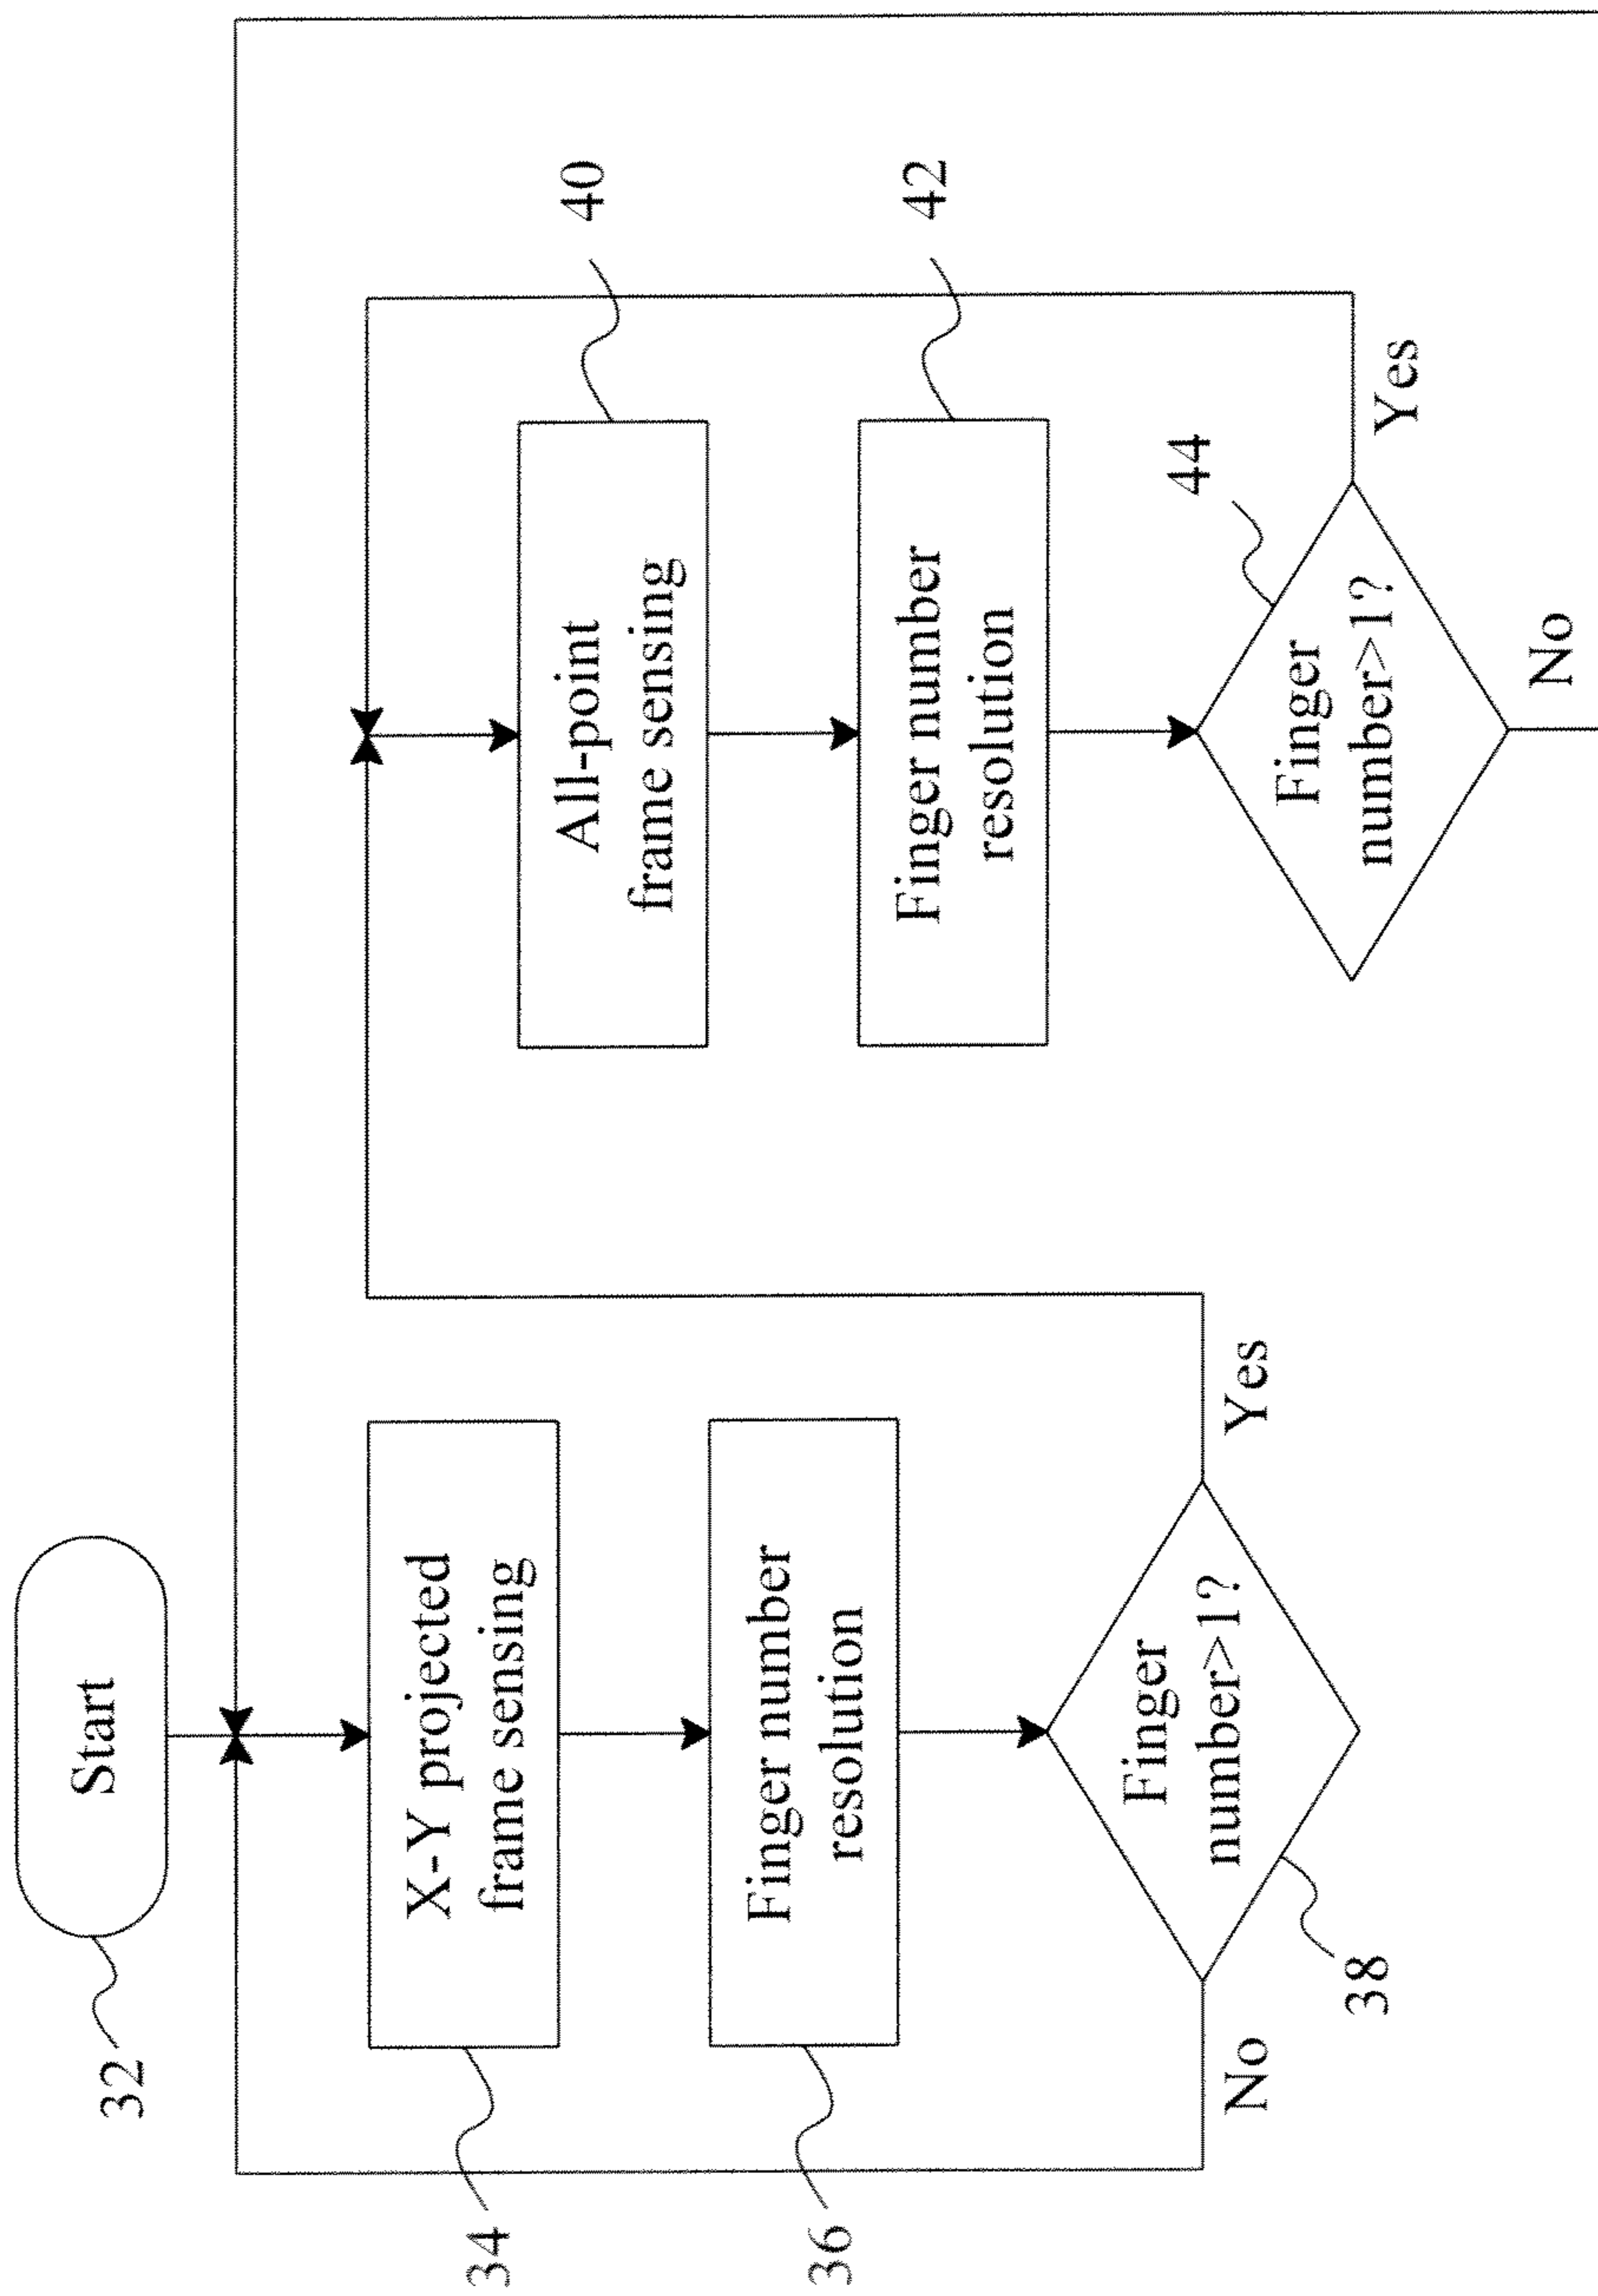 Start
32
X-Y projected
frame sensing
34
Finger number
resolution
36
Finger
number>1?
38
No
Yes
All-point
frame sensing
40
Finger number
resolution
42
Finger
number>1?
44
Yes
No